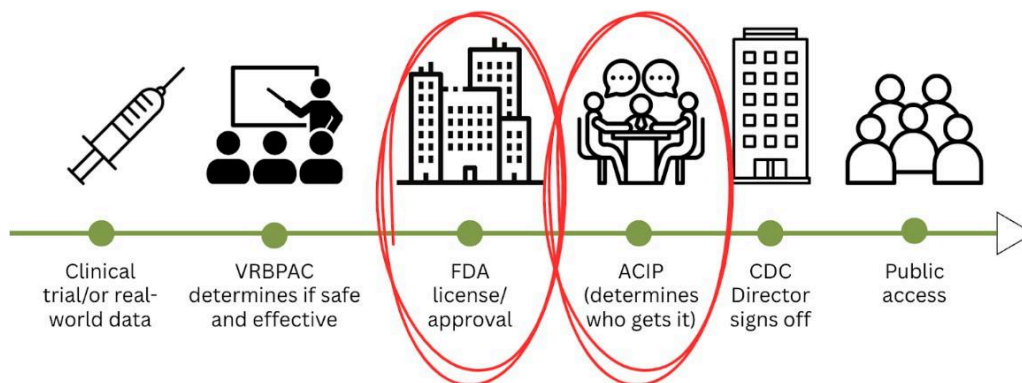 Clinical
trial/or real-
world data
VRBPAC
determines if safe
and effective
FDA
license/
approval
ACIP
(determines
who gets it)
CDC
Director
signs off
Public
access